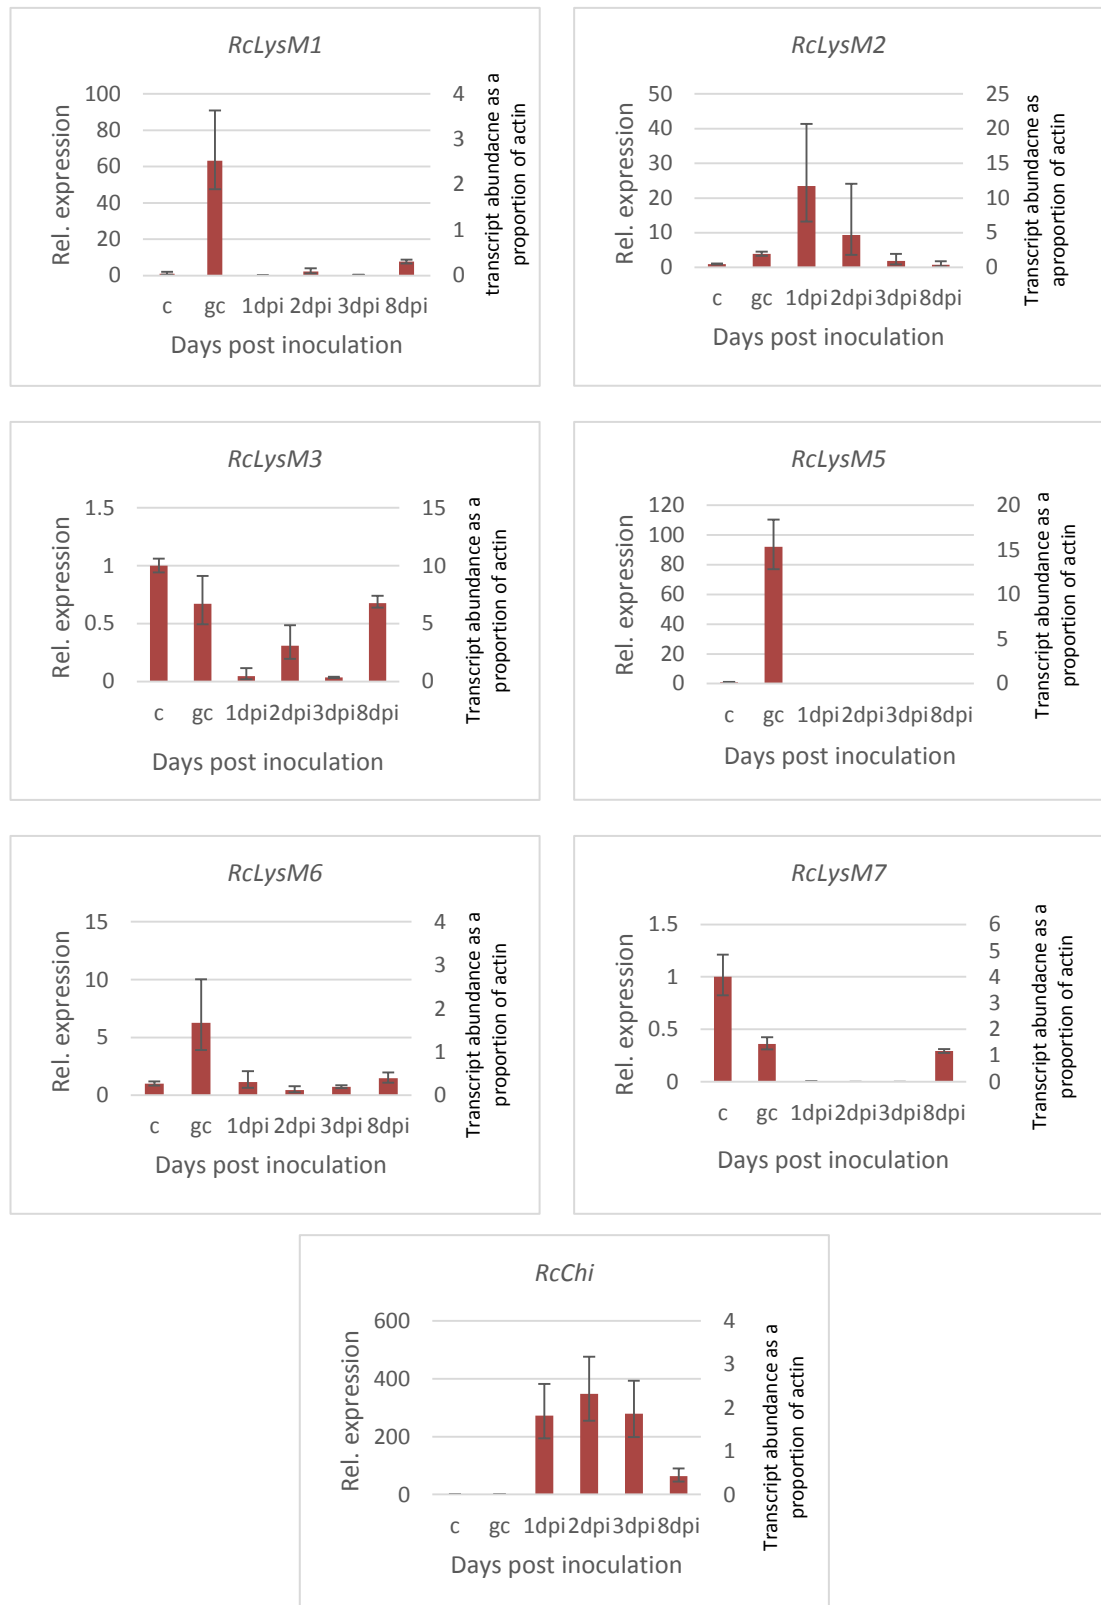 RcLysM1
100
80
60
40
20
0
4
3
2
1
0
Rel. expression
transcript abundacne as a
proportion of actin
c gc 1dpi 2dpi 3dpi 8dpi
Days post inoculation
RcLysM2
50
40
30
20
10
0
25
20
15
10
5
0
Rel. expression
Transcript abundacne as
aproportion of actin
c gc 1dpi 2dpi 3dpi 8dpi
Days post inoculation
RcLysM3
1.5
1
0.5
0
15
10
5
0
Rel. expression
Transcript abundance as a
proportion of actin
c gc 1dpi 2dpi 3dpi 8dpi
Days post inoculation
RcLysM5
120
100
80
60
40
20
0
20
15
10
5
0
Rel. expression
Transcript abundance as a
proportion of actin
c gc 1dpi 2dpi 3dpi 8dpi
Days post inoculation
RcLysM6
15
10
5
0
4
3
2
1
0
Rel. expression
Transcript abundance as a
proportion of actin
c gc 1dpi 2dpi 3dpi 8dpi
Days post inoculation
RcLysM7
1.5
1
0.5
0
6
5
4
3
2
1
0
Rel. expression
Transcript abundacne as a
proportion of actin
c gc 1dpi 2dpi 3dpi 8dpi
Days post inoculation
RcChi
600
400
200
0
4
3
2
1
0
Rel. expression
Transcript abundance as a
proportion of actin
c gc 1dpi 2dpi 3dpi 8dpi
Days post inoculation